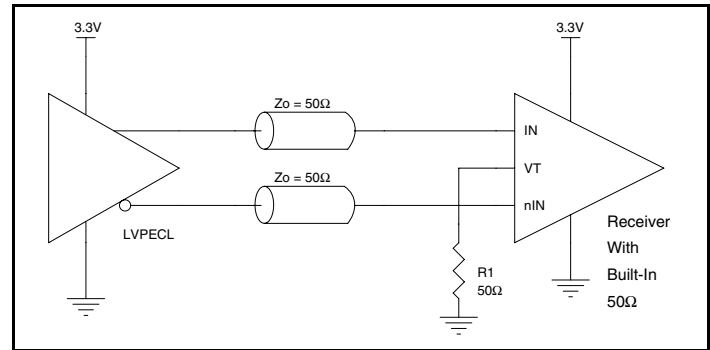 3.3V
3.3V
Zo = 50Ω
IN
VT
Zo = 50Ω
nIN
LVPECL
R1
50Ω
Receiver
With
Built-In
50Ω